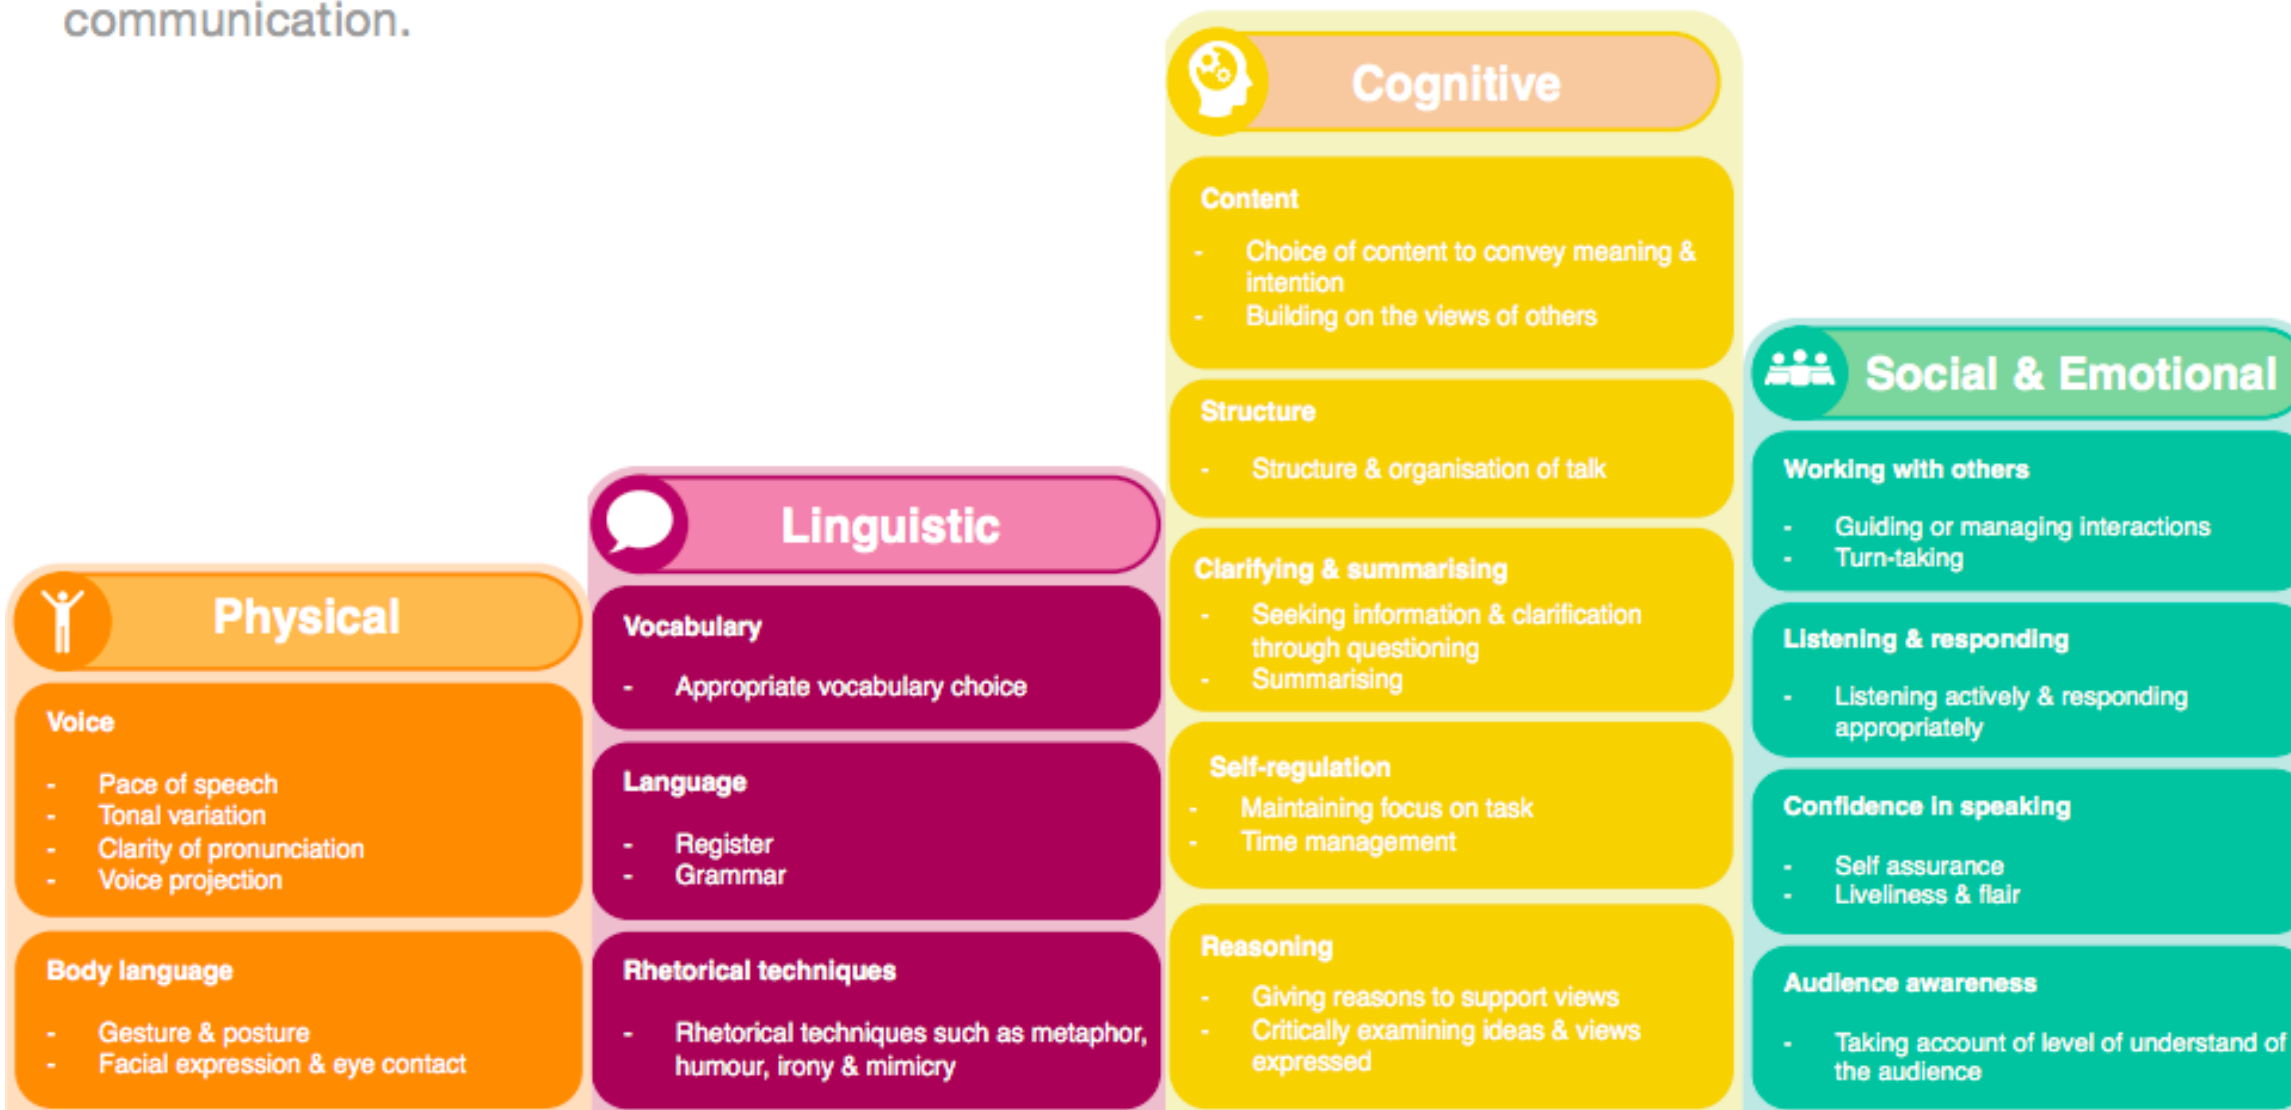 communication.
Physical
Voice
- Pace of speech
- Tonal variation
- Clarity of pronunciation
- Voice projection
Body language
- Gesture & posture
- Facial expression & eye contact
Linguistic
Vocabulary
- Appropriate vocabulary choice
Language
- Register
- Grammar
Rhetorical techniques
- Rhetorical techniques such as metaphor,
humour, irony & mimicry
Cognitive
Content
- Choice of content to convey meaning &
intention
- Building on the views of others
Structure
- Structure & organisation of talk
Clarifying & summarising
- Seeking information & clarification
through questioning
- Summarising
Self-regulation
- Maintaining focus on task
- Time management
Reasoning
- Giving reasons to support views
- Critically examining ideas & views
expressed
Social & Emotional
Working with others
- Guiding or managing interactions
- Turn-taking
Listening & responding
- Listening actively & responding
appropriately
Confidence in speaking
- Self assurance
- Liveliness & flair
Audience awareness
- Taking account of level of understand of
the audience